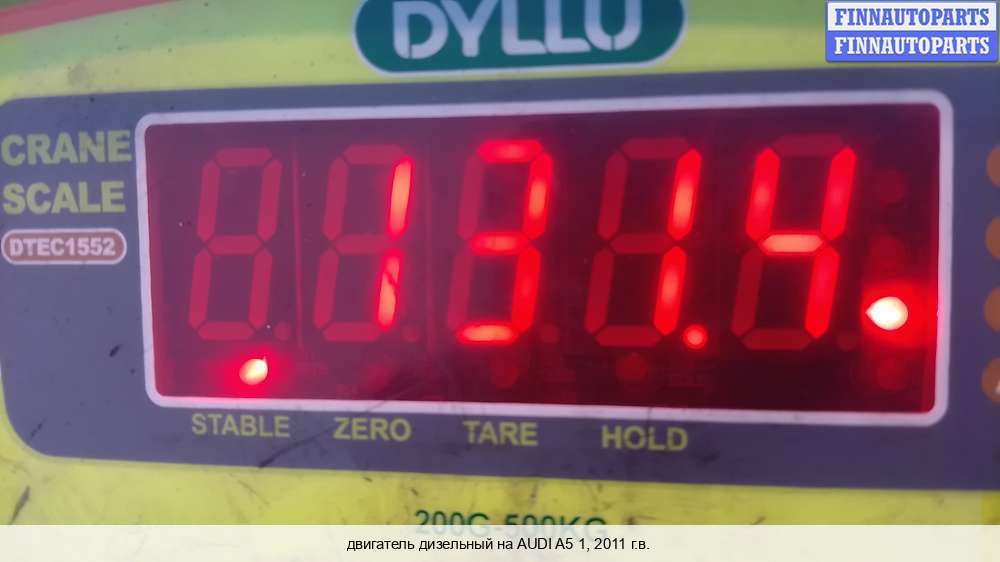 DYLLU
FINNAUTOPARTS
FINNAUTOPARTS
CRANE
SCALE
DTEC1552
131.4
STABLE ZERO TARE HOLD
200G-500KG
двигатель дизельный на AUDI A5 1, 2011 г.в.